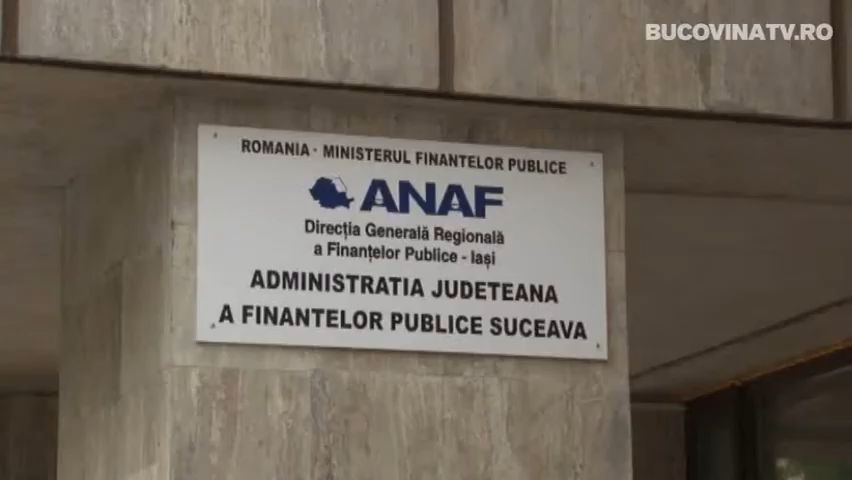 BUCOVINATV.RO
ROMANIA · MINISTERUL FINANTELOR PUBLICE
ANAF
Direcția Generală Regională
a Finanțelor Publice - Iași
ADMINISTRATIA JUDETEANA
A FINANTELOR PUBLICE SUCEAVA